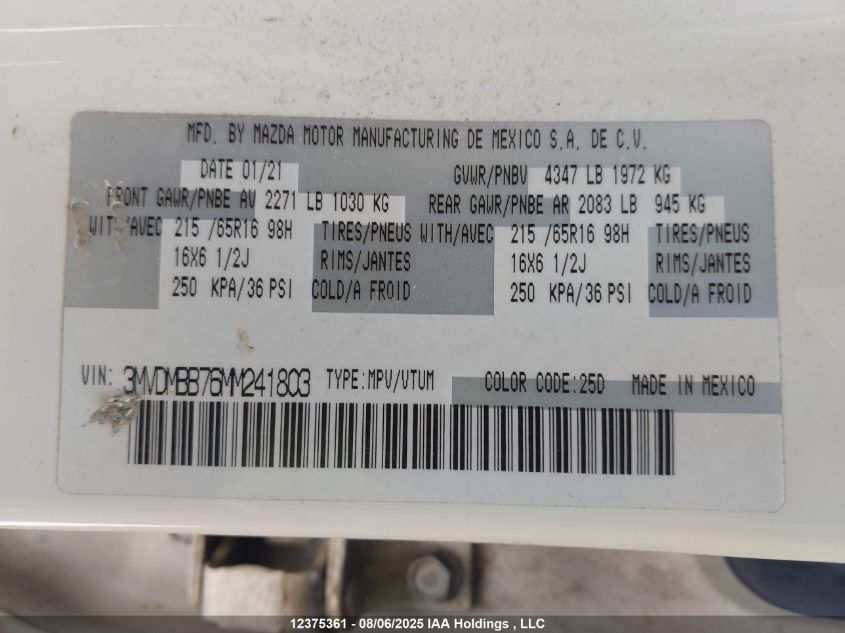 MFD. BY MAZDA MOTOR MANUFACTURING DE MEXICO S.A. DE C.V.
DATE 01/21 GVWR/PNBV 4347 LB 1972 KG
FRONT GAWR/PNBE AV 2271 LB 1030 KG REAR GAWR/PNBE AR 2083 LB 945 KG
WITH/AVEC 215 /65R16 98H TIRES/PNEUS WITH/AVEC 215 /65R16 98H TIRES/PNEUS
16X6 1/2J RIMS/JANTES 16X6 1/2J RIMS/JANTES
250 KPA/36 PSI COLD/A FROID 250 KPA/36 PSI COLD/A FROID
VIN: 3MVDMBB76MM241803 TYPE:MPV/VTUM COLOR CODE:25D MADE IN MEXICO
12375361 - 08/06/2025 IAA Holdings , LLC